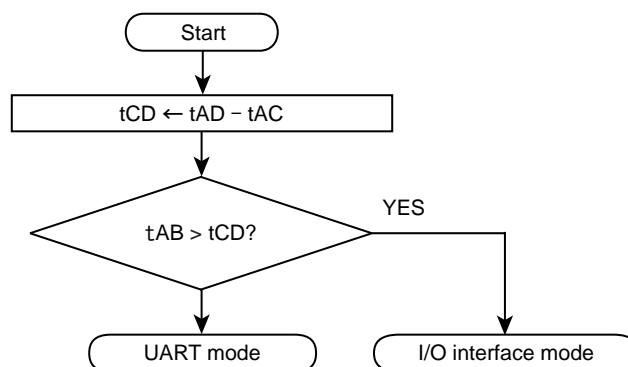 Start
tCD ← tAD − tAC
tAB > tCD?
YES
UART mode
I/O interface mode